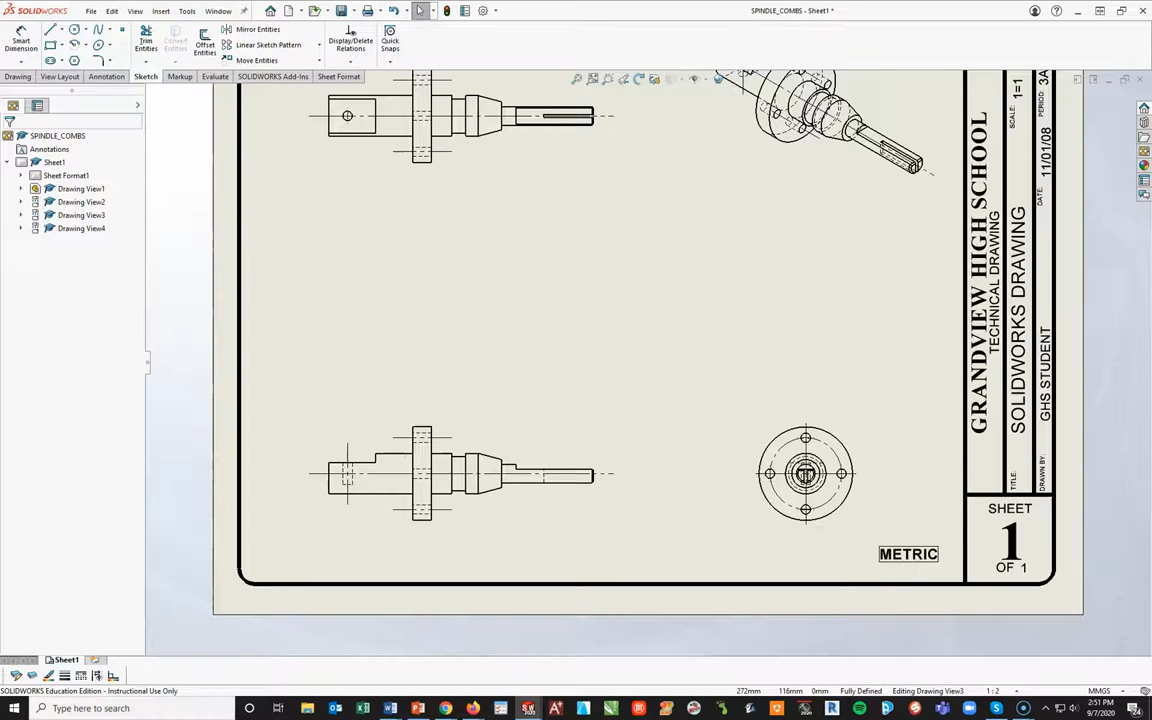 SOLIDWORKS
File
Edit
View
Insert
Tools
Window
SPINDLE_COMBS - Sheet1 *
Smart
Dimension
Trim
Entities
Convert
Entities
Offset
Entities
Mirror Entities
Linear Sketch Pattern
Move Entities
Display/Delete
Relations
Quick
Snaps
Drawing
View Layout
Annotation
Sketch
Markup
Evaluate
SOLIDWORKS Add-Ins
Sheet Format
SPINDLE_COMBS
Annotations
Sheet1
Sheet Format1
Drawing View1
Drawing View2
Drawing View3
Drawing View4
GRANDVIEW HIGH SCHOOL
TECHNICAL DRAWING
TITLE:
SOLIDWORKS DRAWING
SCALE: 1=1
DRAWN BY:
GHS STUDENT
DATE:
11/01/08
PERIOD:
3A
METRIC
SHEET
1
OF 1
Sheet1
SOLIDWORKS Education Edition - Instructional Use Only
272mm
116mm
0mm
Fully Defined
Editing Drawing View3
1 : 2
MMGS
Type here to search
2:51 PM
9/7/2020